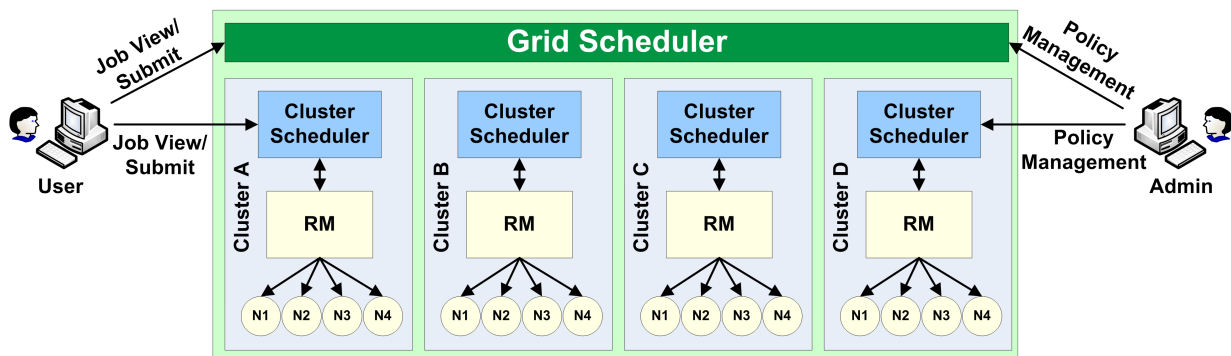 Grid Scheduler
Job View/
Submit
Job View/
Submit
User
Policy
Management
Policy
Management
Admin
Cluster A
Cluster
Scheduler
RM
N1 N2 N3 N4
Cluster B
Cluster
Scheduler
RM
N1 N2 N3 N4
Cluster C
Cluster
Scheduler
RM
N1 N2 N3 N4
Cluster D
Cluster
Scheduler
RM
N1 N2 N3 N4